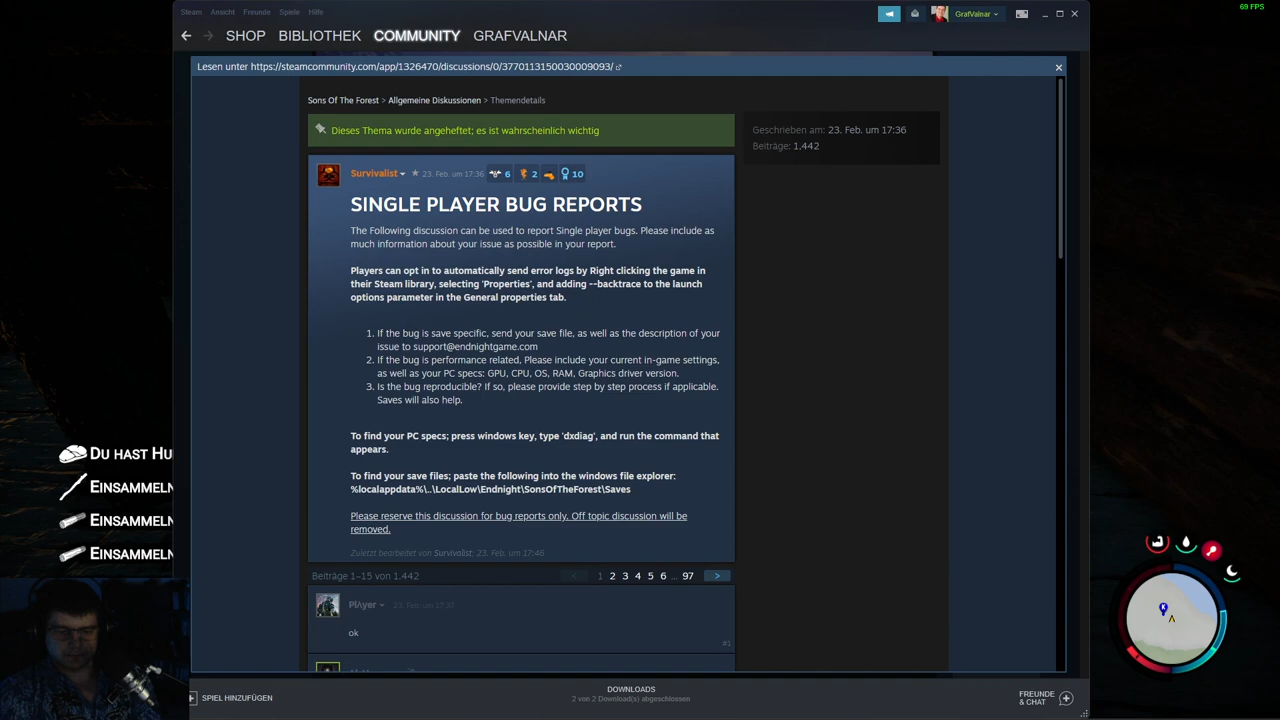 69 FPS
Steam Ansicht Freunde Spiele Hilfe
GrafValnar
SHOP BIBLIOTHEK COMMUNITY GRAFVALNAR
Lesen unter https://steamcommunity.com/app/1326470/discussions/0/3770113150030009093/
Sons Of The Forest > Allgemeine Diskussionen > Themendetails
Dieses Thema wurde angeheftet; es ist wahrscheinlich wichtig
Geschrieben am: 23. Feb. um 17:36
Beiträge: 1,442
Survivalist 23. Feb. um 17:36 6 2 10
SINGLE PLAYER BUG REPORTS
The Following discussion can be used to report Single player bugs. Please include as
much information about your issue as possible in your report.
Players can opt in to automatically send error logs by Right clicking the game in
their Steam library, selecting 'Properties', and adding --backtrace to the launch
options parameter in the General properties tab.
1. If the bug is save specific, send your save file, as well as the description of your
issue to support@endnightgame.com
2. If the bug is performance related, Please include your current in-game settings,
as well as your PC specs: GPU, CPU, OS, RAM, Graphics driver version.
3. Is the bug reproducible? If so, please provide step by step process if applicable.
Saves will also help.
To find your PC specs; press windows key, type 'dxdiag', and run the command that
appears.
To find your save files; paste the following into the windows file explorer:
%localappdata%\..\LocalLow\Endnight\SonsOfTheForest\Saves
Please reserve this discussion for bug reports only. Off topic discussion will be
removed.
Zuletzt bearbeitet von Survivalist; 23. Feb. um 17:46
Beiträge 1–15 von 1.442
< 1 2 3 4 5 6 ... 97 >
Pl/\yer 23. Feb. um 17:37
ok
#1
DU HAST HU
EINSAMMELN
EINSAMMELN
EINSAMMELN
SPIEL HINZUFÜGEN
DOWNLOADS
2 von 2 Download(s) abgeschlossen
FREUNDE
& CHAT
K